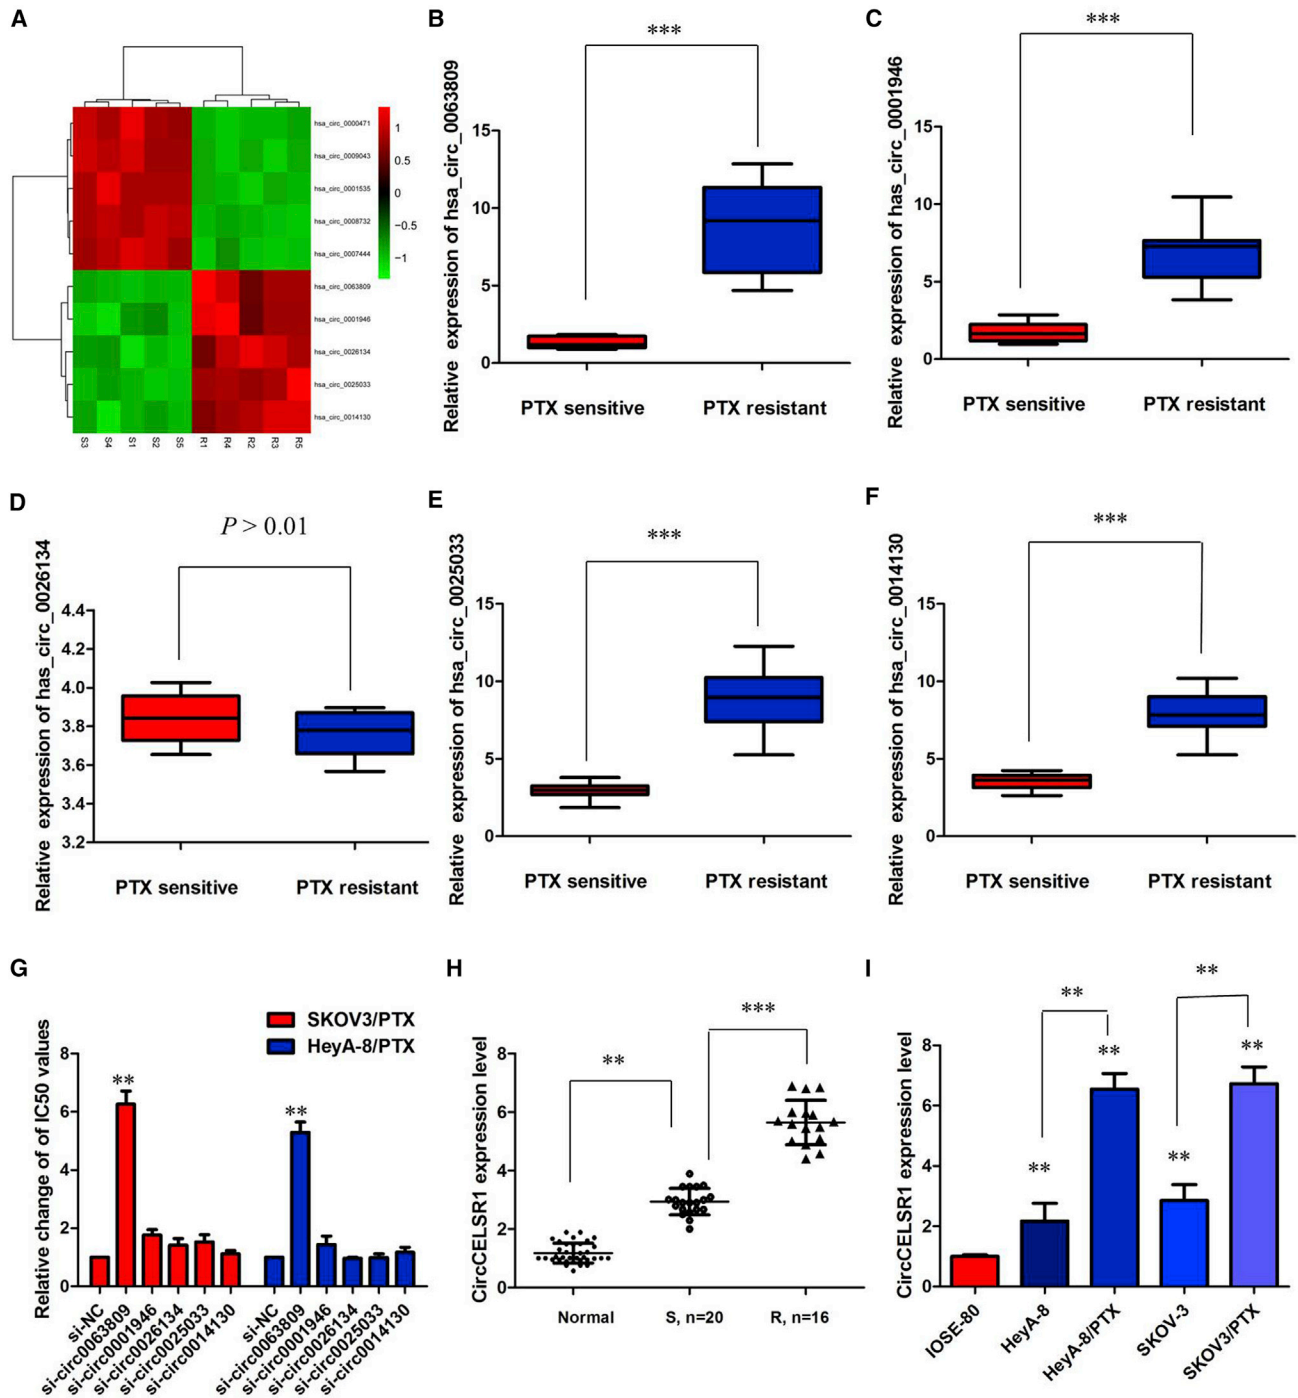 A
hsa_circ_0000471
hsa_circ_0009043
hsa_circ_0001535
hsa_circ_0008732
hsa_circ_0007444
hsa_circ_0063809
hsa_circ_0001946
hsa_circ_0026134
hsa_circ_0025033
hsa_circ_0014130
1
0.5
0
−0.5
−1
S3 S4 S1 S2 S5 R1 R4 R2 R3 R5
B
***
Relative expression of hsa_circ_0063809
15
10
5
0
PTX sensitive PTX resistant
C
***
Relative expression of has_circ_0001946
15
10
5
0
PTX sensitive PTX resistant
D
P > 0.01
Relative expression of has_circ_0026134
4.4
4.2
4.0
3.8
3.6
3.4
3.2
PTX sensitive PTX resistant
E
***
Relative expression of hsa_circ_0025033
15
10
5
0
PTX sensitive PTX resistant
F
***
Relative expression of hsa_circ_0014130
15
10
5
0
PTX sensitive PTX resistant
G
SKOV3/PTX
HeyA-8/PTX
Relative change of of IC50 values
8
6
4
2
0
**
**
si-NC
si-circ0063809
si-circ0001946
si-circ0026134
si-circ0025033
si-circ0014130
si-NC
si-circ0063809
si-circ0001946
si-circ0026134
si-circ0025033
si-circ0014130
H
**
***
CircCELSR1 expression level
8
6
4
2
0
Normal S, n=20 R, n=16
I
**
**
**
**
**
**
CircCELSR1 expression level
8
6
4
2
0
IOSE-80
HeyA-8
HeyA-8/PTX
SKOV-3
SKOV3/PTX